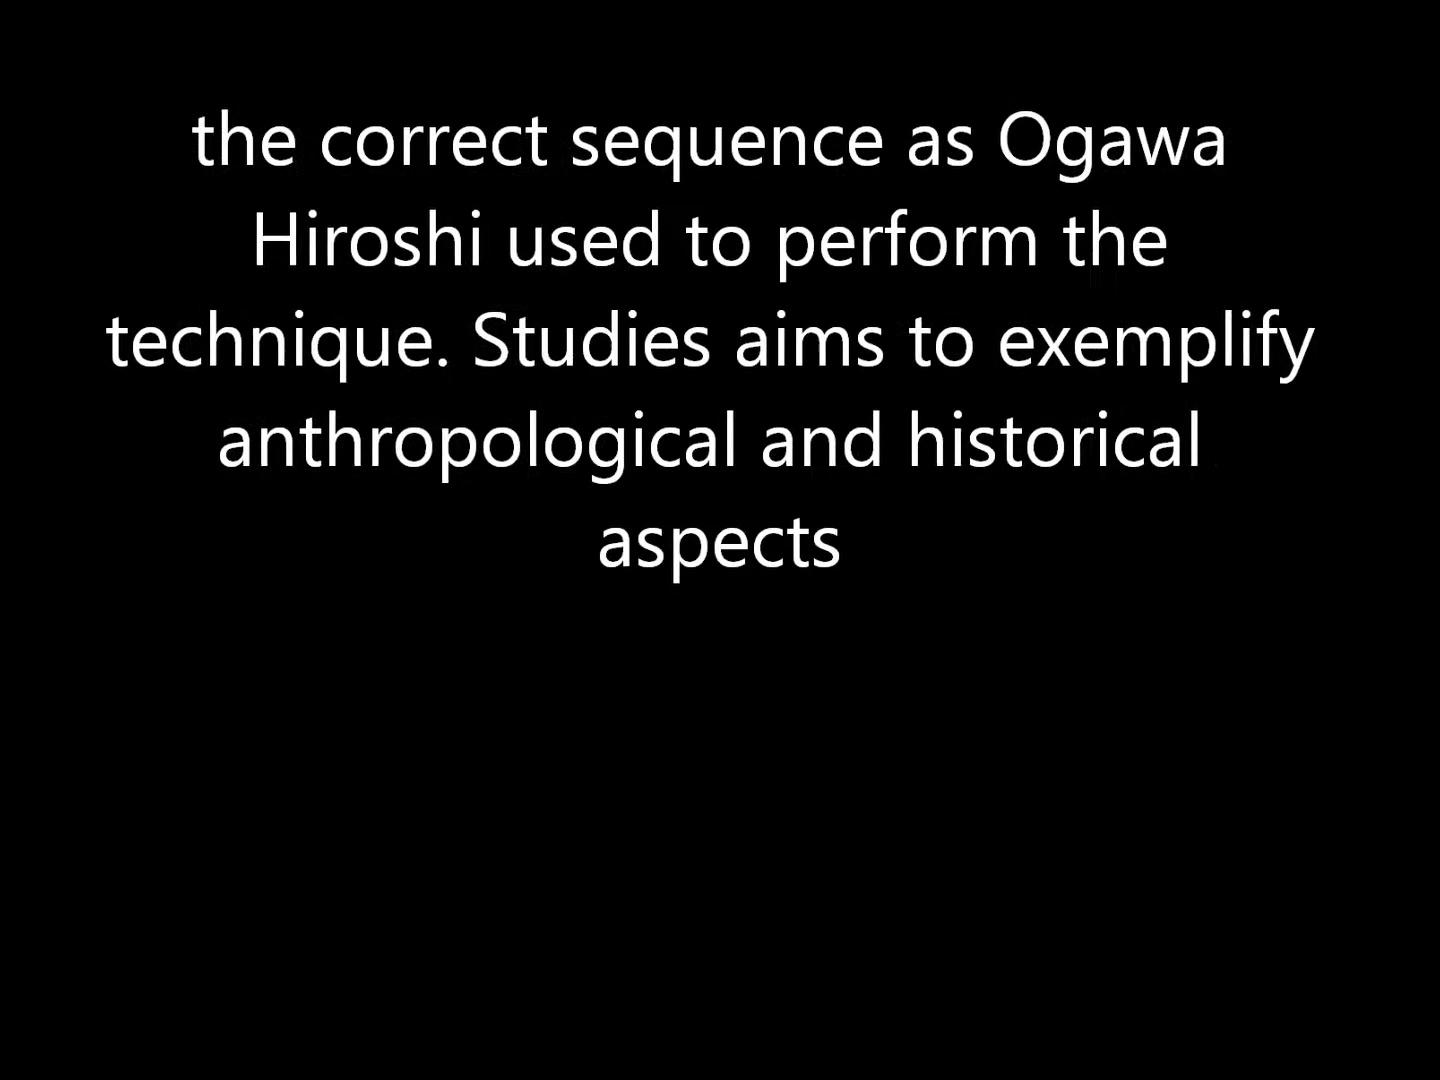 the correct sequence as Ogawa
Hiroshi used to perform the
technique. Studies aims to exemplify
anthropological and historical
aspects